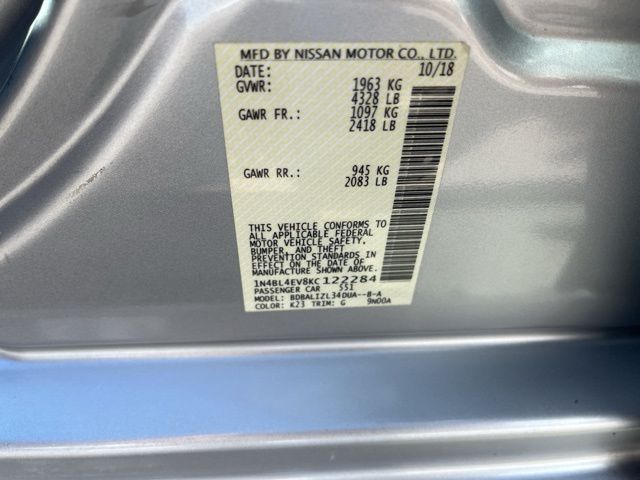 MFD BY NISSAN MOTOR CO., LTD.
DATE: 10/18
GVWR: 1963 KG
4328 LB
GAWR FR.: 1097 KG
2418 LB
GAWR RR.: 945 KG
2083 LB
THIS VEHICLE CONFORMS TO
ALL APPLICABLE FEDERAL
MOTOR VEHICLE SAFETY,
BUMPER, AND THEFT
PREVENTION STANDARDS IN
EFFECT ON THE DATE OF
MANUFACTURE SHOWN ABOVE.
1N4BL4EV8KC122284
PASSENGER CAR 551
MODEL: BDBALIZL34DUA--B-A
COLOR: K23 TRIM: G 9N00A